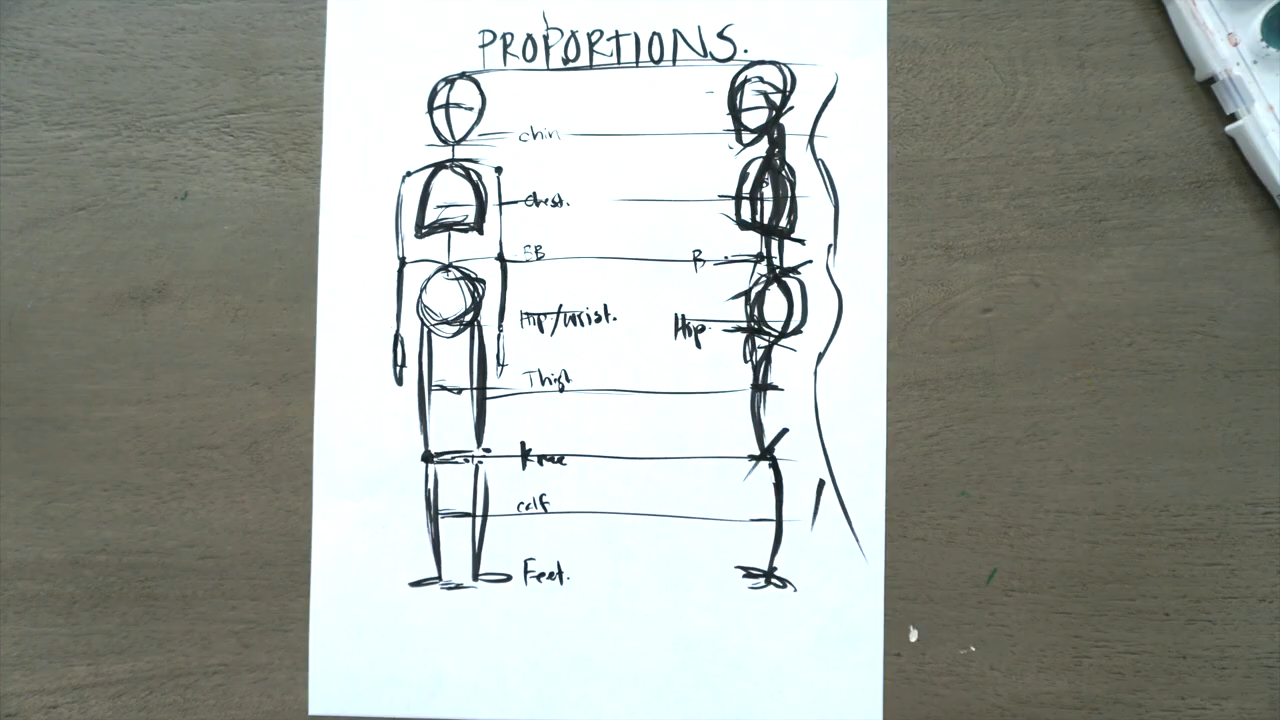 PROPORTIONS.
chin
chest.
BB
B
Hip/wrist.
Hip.
Thigh
knee
calf
Feet.